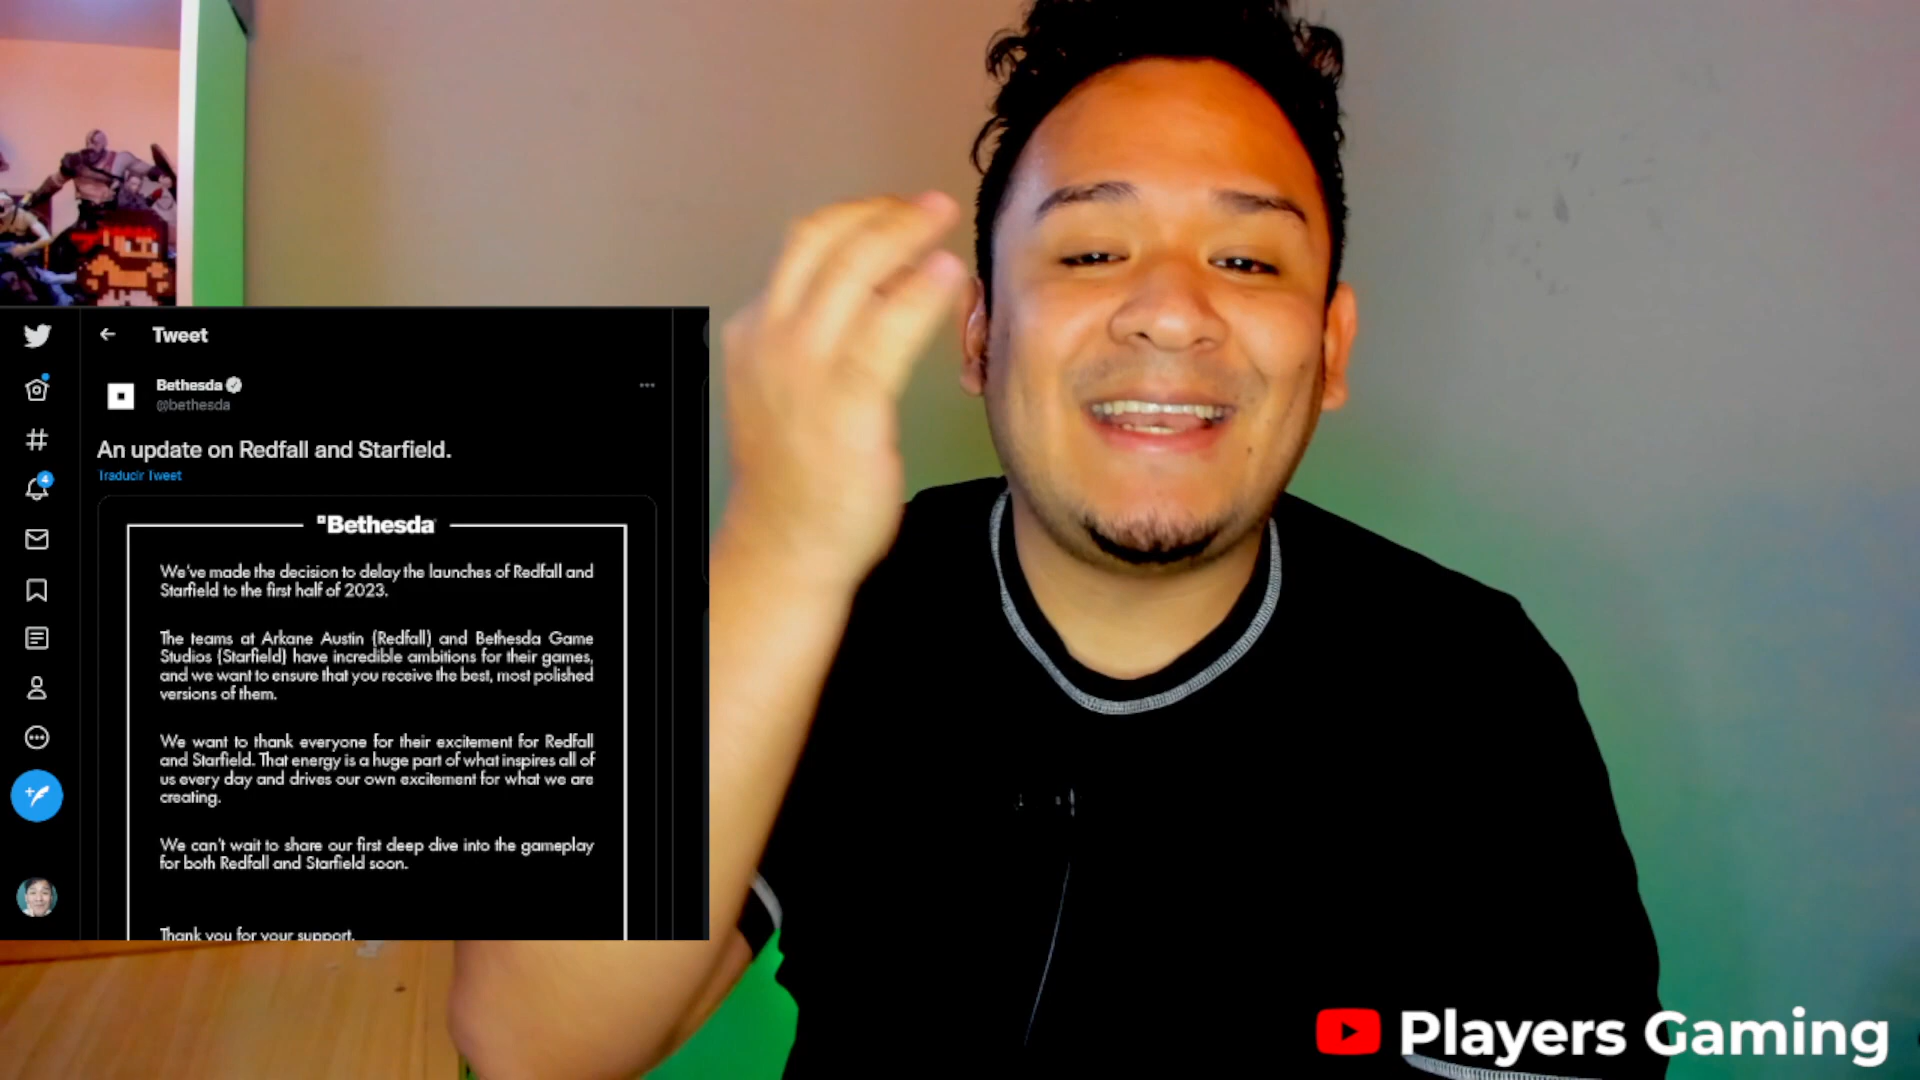 Tweet
Bethesda
@bethesda
An update on Redfall and Starfield.
Traducir Tweet
4
Bethesda
We've made the decision to delay the launches of Redfall and
Starfield to the first half of 2023.
The teams at Arkane Austin (Redfall) and Bethesda Game
Studios (Starfield) have incredible ambitions for their games,
and we want to ensure that you receive the best, most polished
versions of them.
We want to thank everyone for their excitement for Redfall
and Starfield. That energy is a huge part of what inspires all of
us every day and drives our own excitement for what we are
creating.
We can't wait to share our first deep dive into the gameplay
for both Redfall and Starfield soon.
Thank you for your support.
Players Gaming